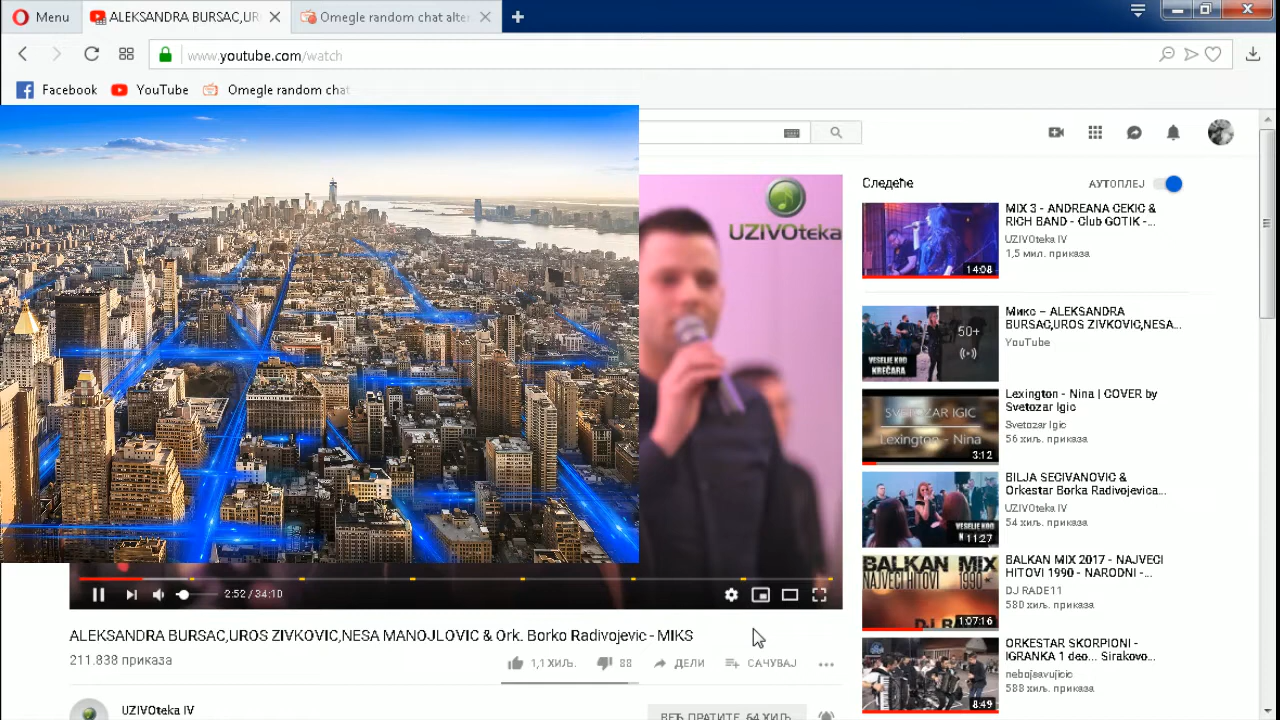 Menu
ALEKSANDRA BURSAC,UR
Omegle random chat alter
www.youtube.com/watch
Facebook
YouTube
Omegle random chat
UZIVOteka
Следеће
АУТОПЛЕЈ
MIX 3 - ANDREANA CEKIC &
RICH BAND - Club GOTIK -...
UZIVOteka IV
1,5 мил. приказа
14:08
Микс – ALEKSANDRA
BURSAC,UROS ZIVKOVIC,NESA...
YouTube
50+
VESELJE KOD
KREČARA
Lexington - Nina | COVER by
Svetozar Igic
Svetozar Igic
56 хиљ. приказа
SVETOZAR IGIC
Lexington - Nina
3:12
BILJA SECIVANOVIC &
Orkestar Borka Radivojevica...
UZIVOteka IV
54 хиљ. приказа
VESELJE KOD
11:27
BALKAN MIX 2017 - NAJVECI
HITOVI 1990 - NARODNI -...
DJ RADE11
580 хиљ. приказа
BALKAN MIX
NAJVECI HITOVI 1990
1:07:16
ORKESTAR SKORPIONI -
IGRANKA 1 deo... Sirakovo...
nebojsavujicic
588 хиљ. приказа
8:49
2:52 / 34:10
ALEKSANDRA BURSAC,UROS ZIVKOVIC,NESA MANOJLOVIC & Ork. Borko Radivojevic - MIKS
211.838 приказа
1,1 ХИЉ.
88
ДЕЛИ
САЧУВАЈ
UZIVOteka IV
ВЕЋ ПРАТИТЕ 64 ХИЉ.